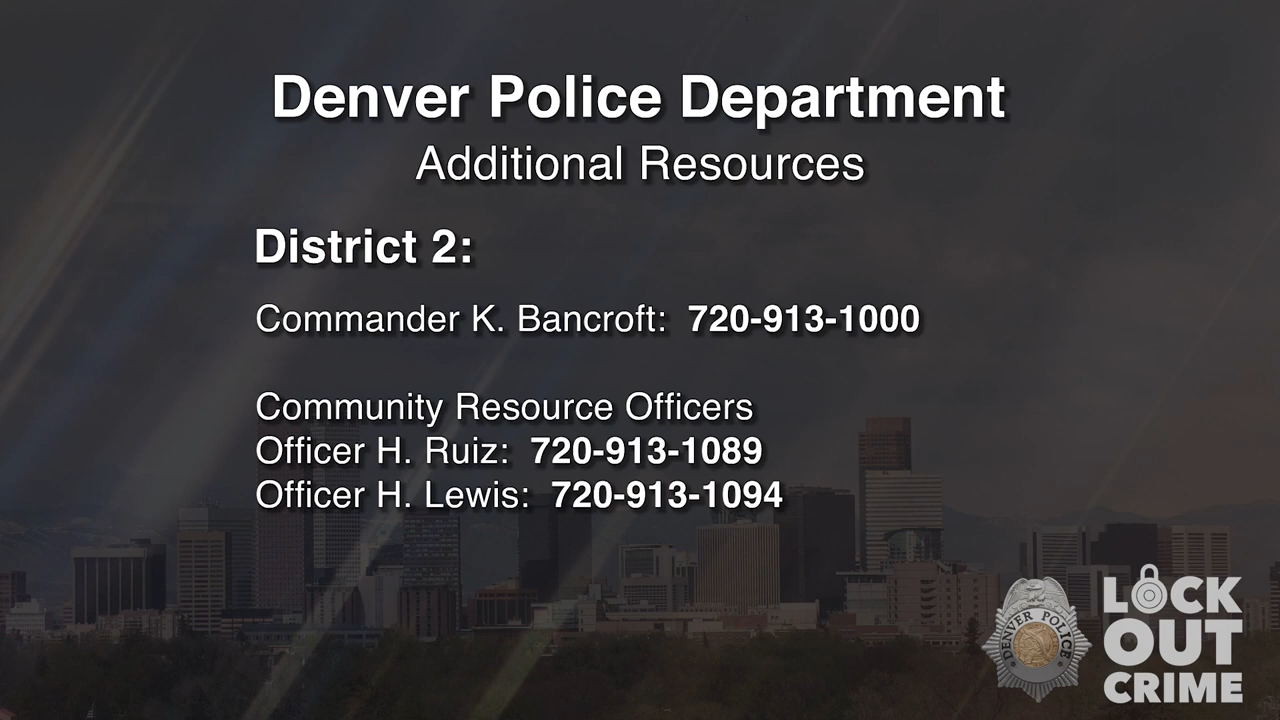 Denver Police Department
Additional Resources
District 2:
Commander K. Bancroft: 720-913-1000
Community Resource Officers
Officer H. Ruiz: 720-913-1089
Officer H. Lewis: 720-913-1094
DENVER POLICE
LOCK
OUT
CRIME